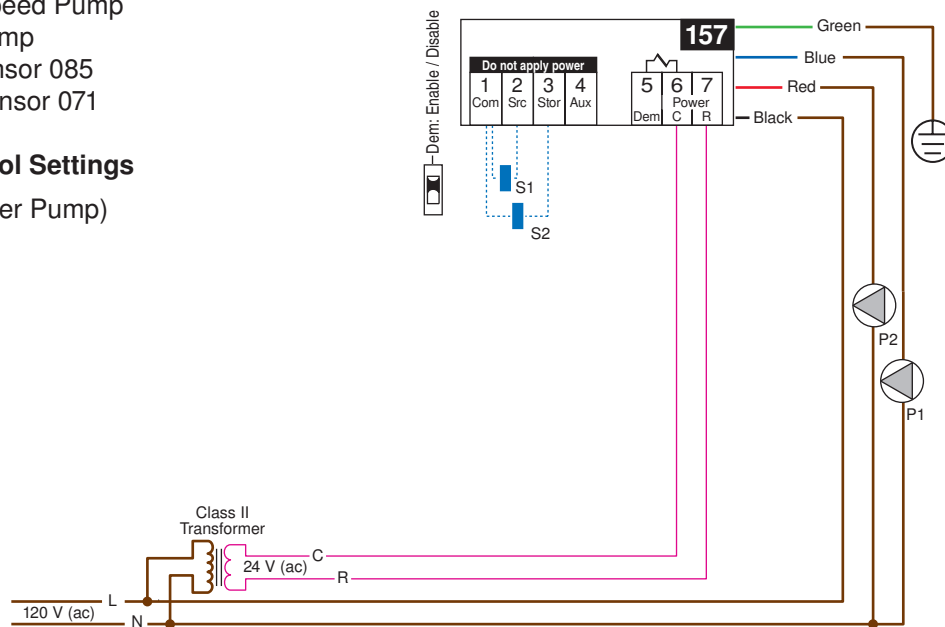 eed Pump
mp
nsor 085
ensor 071
ol Settings
er Pump)
Dem: Enable / Disable
157
Do not apply power
1 2 3 4
Com Src Stor Aux
5 6 7
Power
Dem C R
Green
Blue
Red
Black
S1
S2
P2
P1
Class II
Transformer
C
24 V (ac)
R
L
120 V (ac)
N